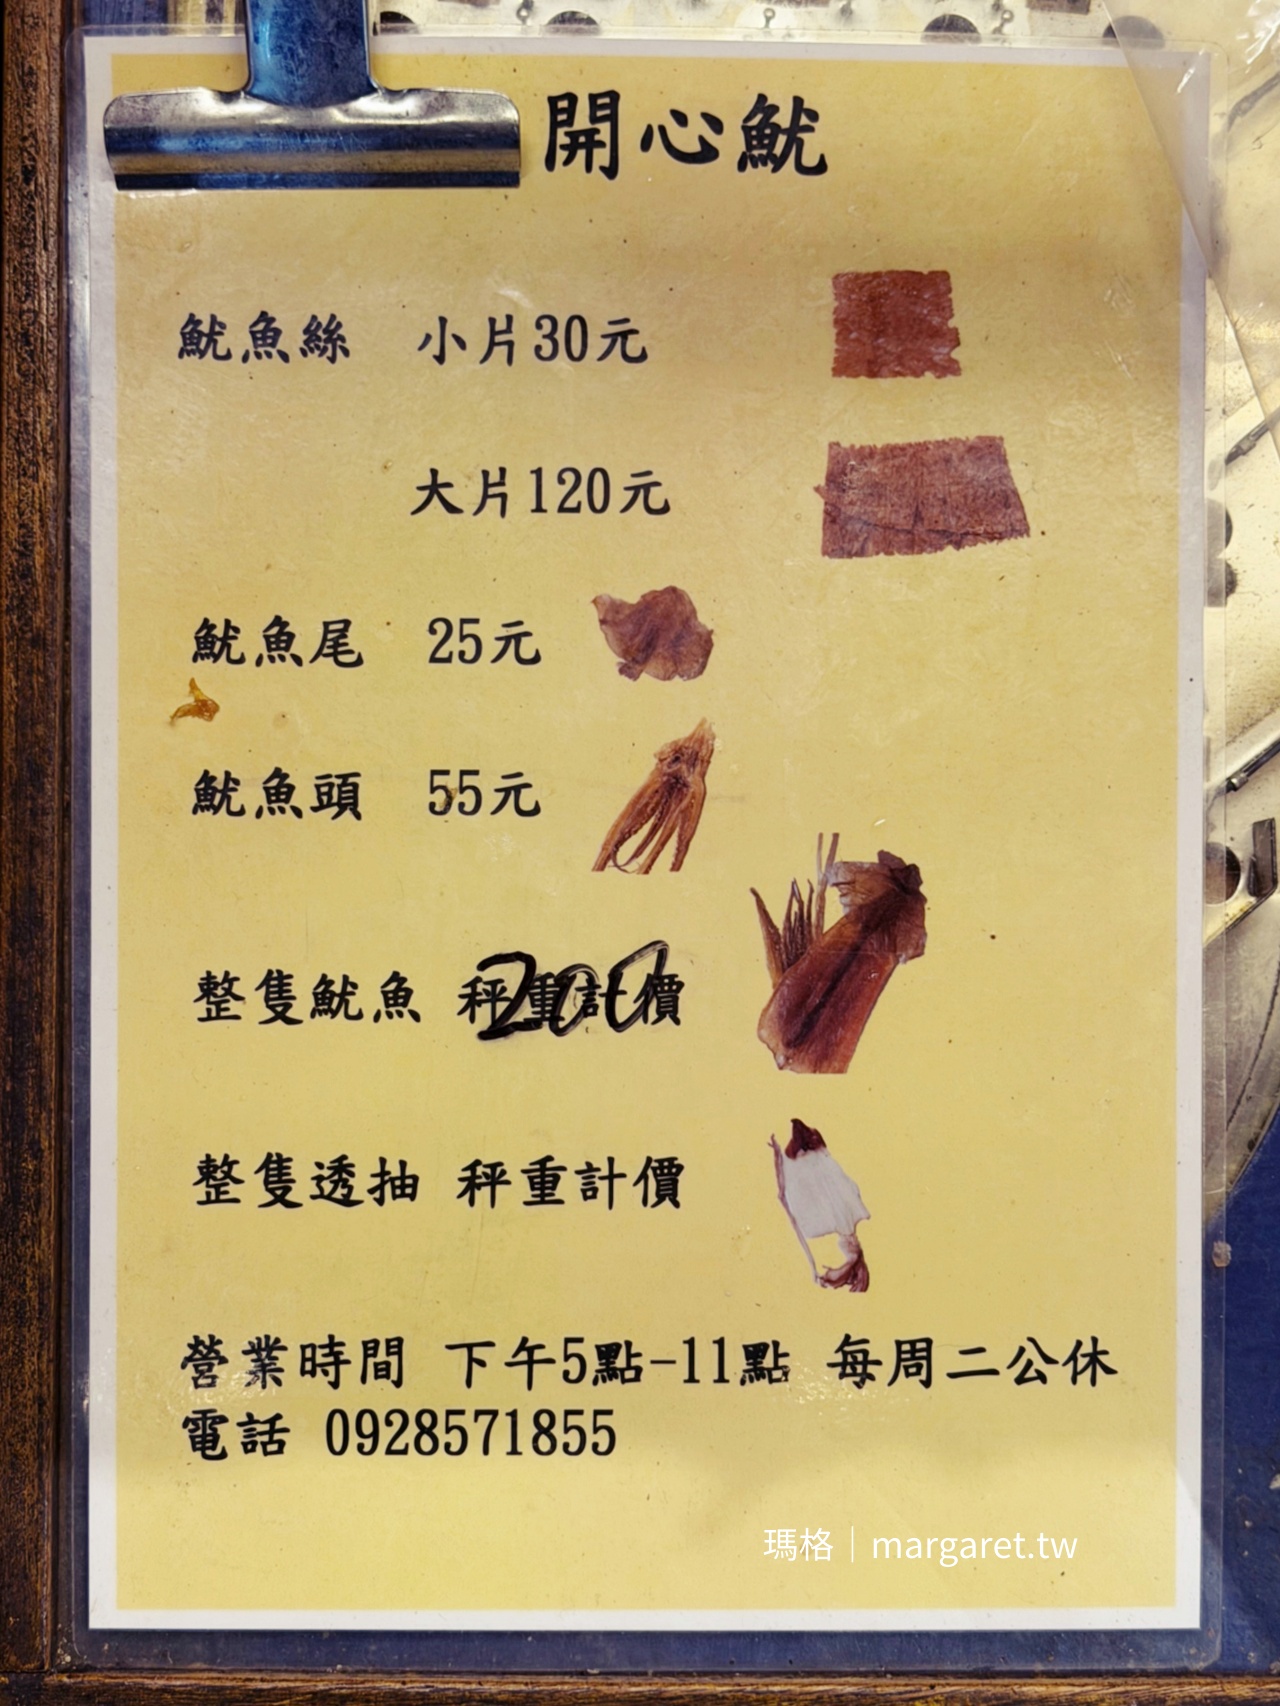 開心魷
魷魚絲 小片30元
大片120元
魷魚尾 25元
魷魚頭 55元
整隻魷魚 秤重計價 200
整隻透抽 秤重計價
營業時間 下午5點-11點 每周二公休
電話 0928571855
瑪格｜margaret.tw